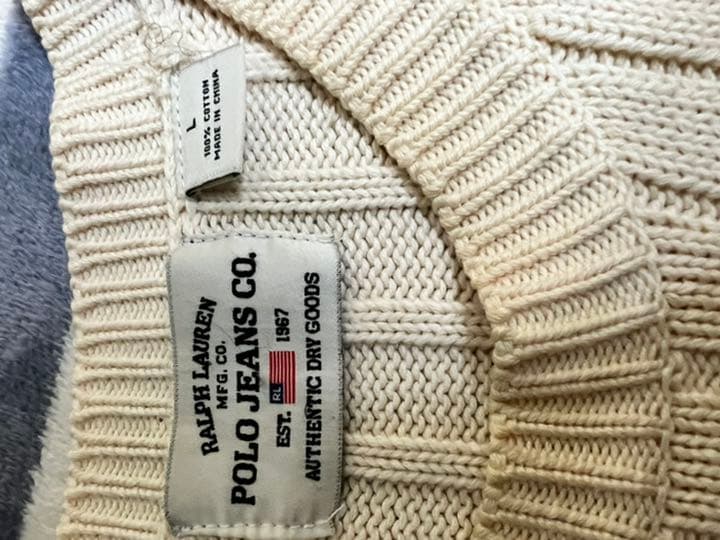 L
100% COTTON
MADE IN CHINA
RALPH LAUREN
MFG. CO.
POLO JEANS CO.
EST. RL 1967
AUTHENTIC DRY GOODS